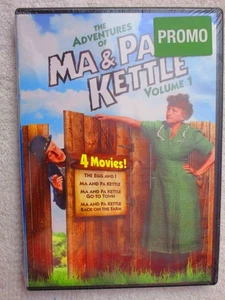 THE
ADVENTURES
OF
PROMO
MA & PA
KETTLE
VOLUME 1
4 Movies!
THE EGG AND I
MA AND PA KETTLE
MA AND PA KETTLE
GO TO TOWN
MA AND PA KETTLE
BACK ON THE FARM